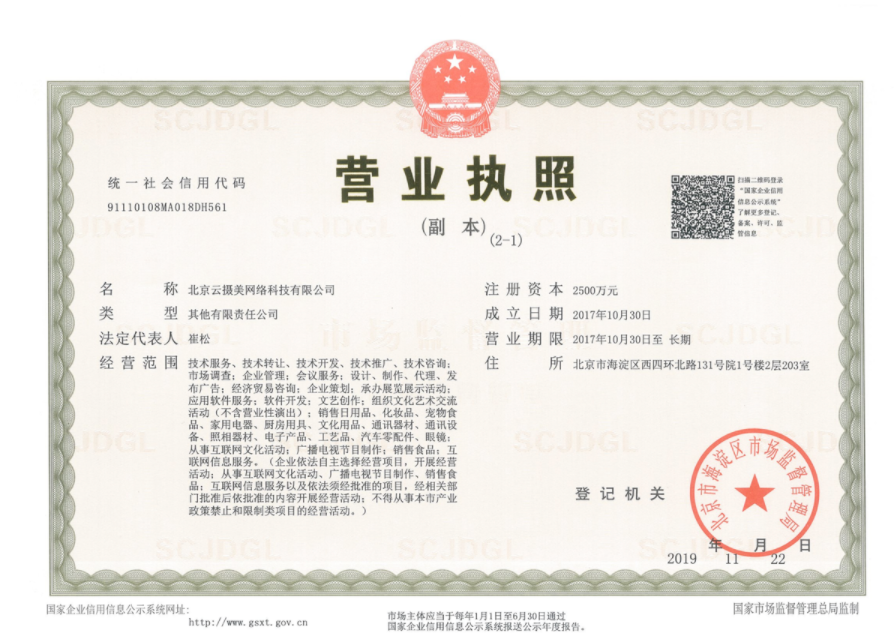 营业执照
(副 本)(2-1)
统一社会信用代码
91110108MA018DH561
扫描二维码登录
“国家企业信用
信息公示系统”
了解更多登记、
备案、许可、监
管信息
名 称 北京云摄美网络科技有限公司
类 型 其他有限责任公司
法定代表人 崔松
经营范围 技术服务、技术转让、技术开发、技术推广、技术咨询;
市场调查;企业管理;会议服务;设计、制作、代理、发
布广告;经济贸易咨询;企业策划;承办展览展示活动;
应用软件服务;软件开发;文艺创作;组织文化艺术交流
活动(不含营业性演出);销售日用品、化妆品、宠物食
品、家用电器、厨房用具、文化用品、通讯器材、通讯设
备、照相器材、电子产品、工艺品、汽车零配件、眼镜;
从事互联网文化活动;广播电视节目制作;销售食品;互
联网信息服务。(企业依法自主选择经营项目,开展经营
活动;从事互联网文化活动、广播电视节目制作、销售食
品;互联网信息服务以及依法须经批准的项目,经相关部
门批准后依批准的内容开展经营活动;不得从事本市产业
政策禁止和限制类项目的经营活动。)
注册资本 2500万元
成立日期 2017年10月30日
营业期限 2017年10月30日至 长期
住 所 北京市海淀区西四环北路131号院1号楼2层203室
登记机关
北京市海淀区市场监督管理局
2019 年 11 月 22 日
国家企业信用信息公示系统网址:
http://www.gsxt.gov.cn
市场主体应当于每年1月1日至6月30日通过
国家企业信用信息公示系统报送公示年度报告。
国家市场监督管理总局监制
SCJDGL